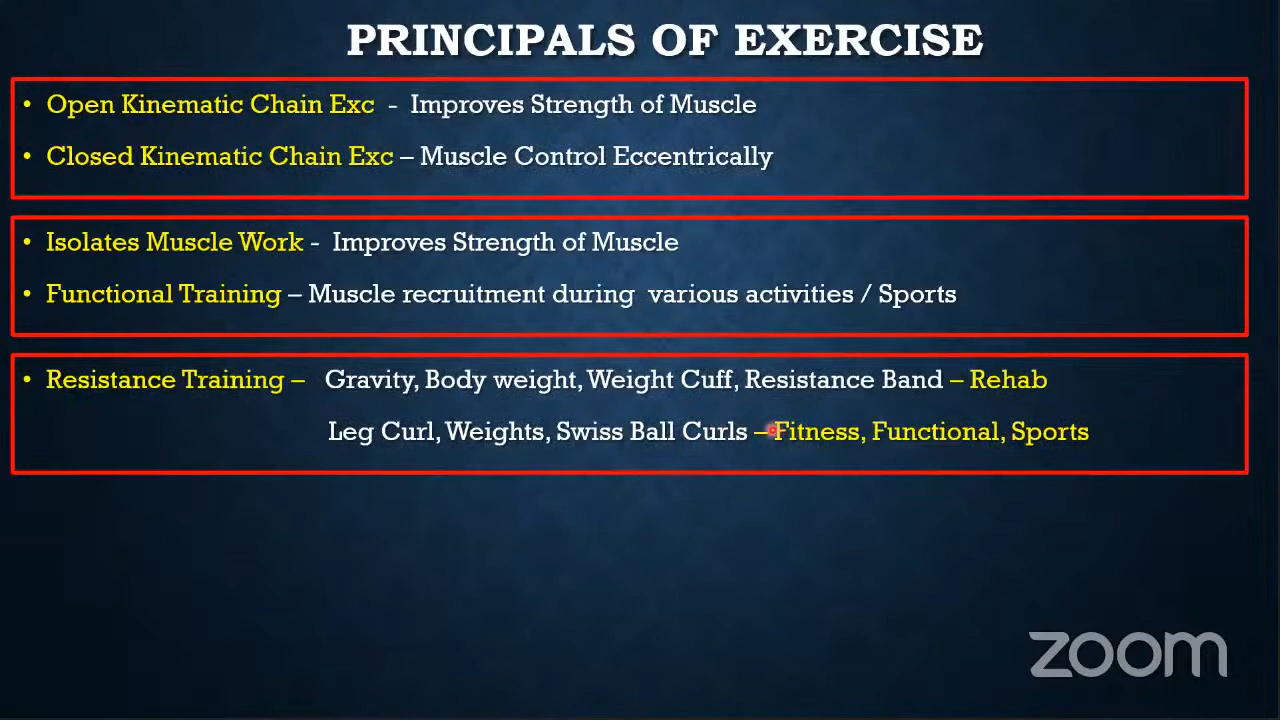 PRINCIPALS OF EXERCISE
• Open Kinematic Chain Exc - Improves Strength of Muscle
• Closed Kinematic Chain Exc – Muscle Control Eccentrically
• Isolates Muscle Work - Improves Strength of Muscle
• Functional Training – Muscle recruitment during various activities / Sports
• Resistance Training – Gravity, Body weight, Weight Cuff, Resistance Band – Rehab
Leg Curl, Weights, Swiss Ball Curls – Fitness, Functional, Sports
zoom